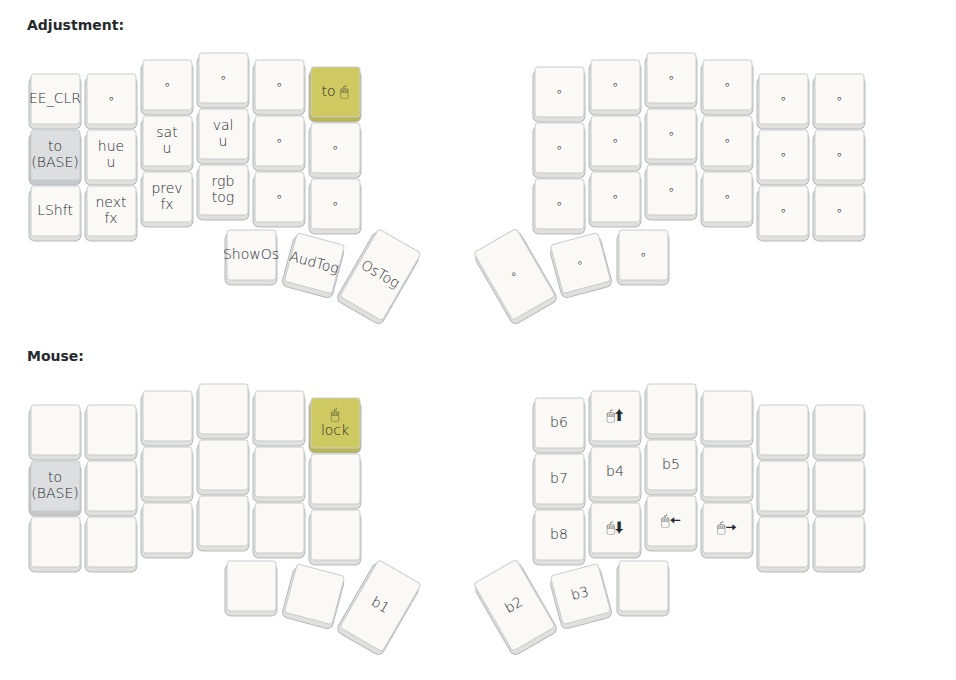 Adjustment:
EE_CLR ° ° ° ° to 🖱 ° ° ° ° ° °
to (BASE) hue u sat u val u ° ° ° ° ° ° ° °
LShft next fx prev fx rgb tog ° ° ° ° ° ° ° °
ShowOs AudTog OsTog ° ° °
Mouse:
🖱 lock b6 🖱⬆
to (BASE) b7 b4 b5
b8 🖱⬇ 🖱← 🖱→
b1 b2 b3